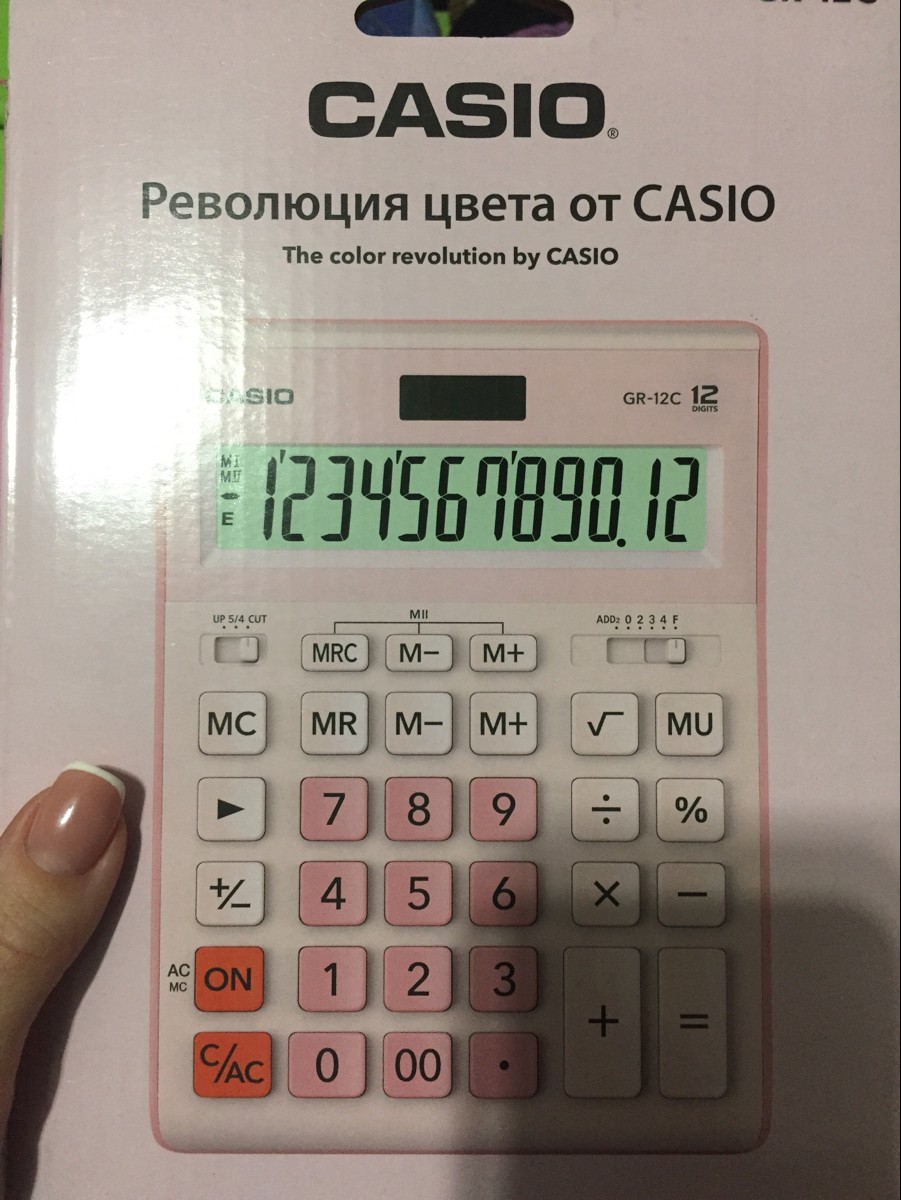 CASIO®
Революция цвета от CASIO
The color revolution by CASIO
CASIO GR-12C 12 DIGITS
MI
MII
-
E
1'234'567'890.12
UP 5/4 CUT MII ADD₂ 0 2 3 4 F
MRC M− M+
MC MR M− M+ √ MU
► 7 8 9 ÷ %
+/− 4 5 6 × −
AC MC ON 1 2 3 + =
C/AC 0 00 ·